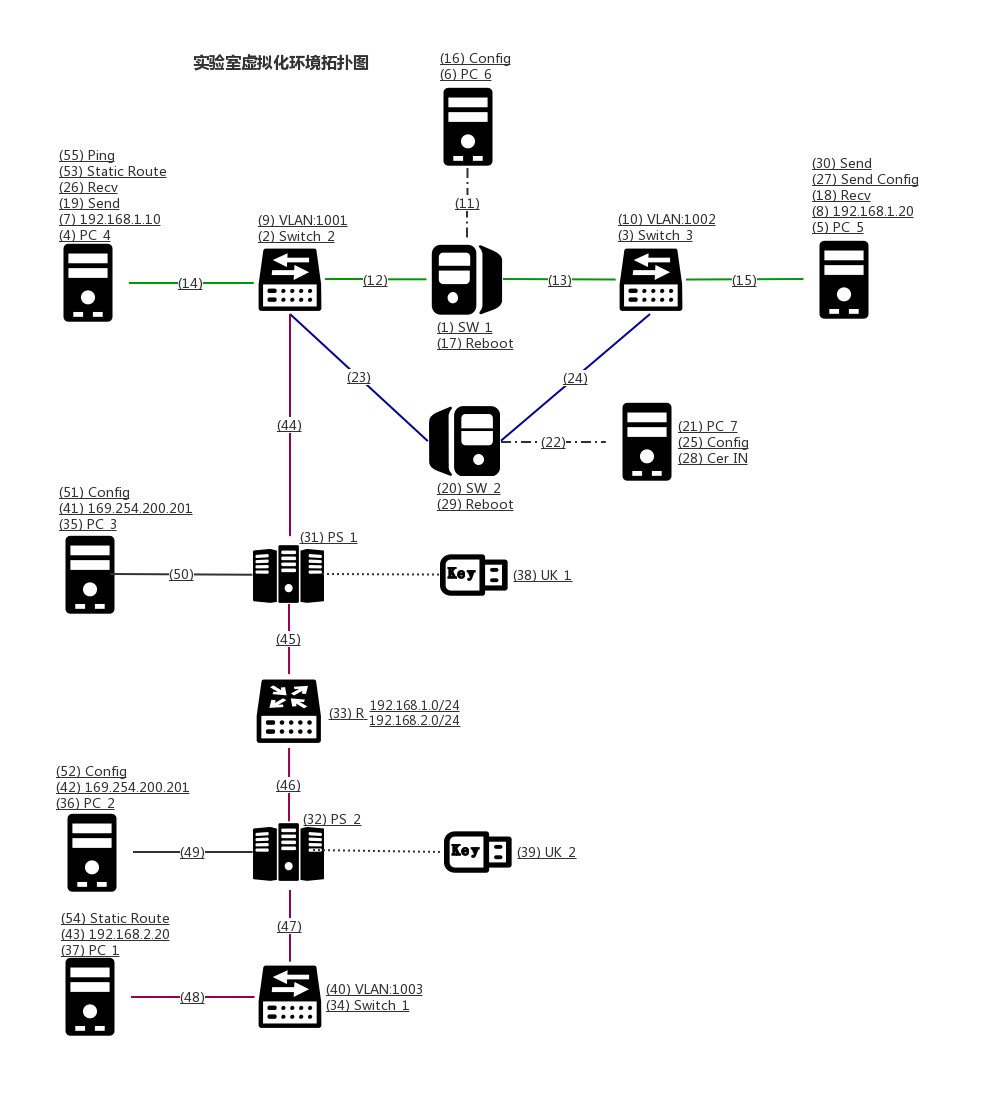 实验室虚拟化环境拓扑图
(16) Config
(6) PC_6
(55) Ping
(53) Static Route
(26) Recv
(19) Send
(7) 192.168.1.10
(4) PC_4
(30) Send
(27) Send Config
(18) Recv
(8) 192.168.1.20
(5) PC_5
(11)
(9) VLAN:1001
(2) Switch_2
(10) VLAN:1002
(3) Switch_3
(14)
(12)
(13)
(15)
(1) SW_1
(17) Reboot
(23)
(24)
(44)
(22)
(21) PC_7
(25) Config
(28) Cer IN
(20) SW_2
(29) Reboot
(51) Config
(41) 169.254.200.201
(35) PC_3
(31) PS_1
(50)
Key
(38) UK_1
(45)
(33) R
192.168.1.0/24
192.168.2.0/24
(46)
(52) Config
(42) 169.254.200.201
(36) PC_2
(32) PS_2
(49)
Key
(39) UK_2
(54) Static Route
(43) 192.168.2.20
(37) PC_1
(47)
(48)
(40) VLAN:1003
(34) Switch_1